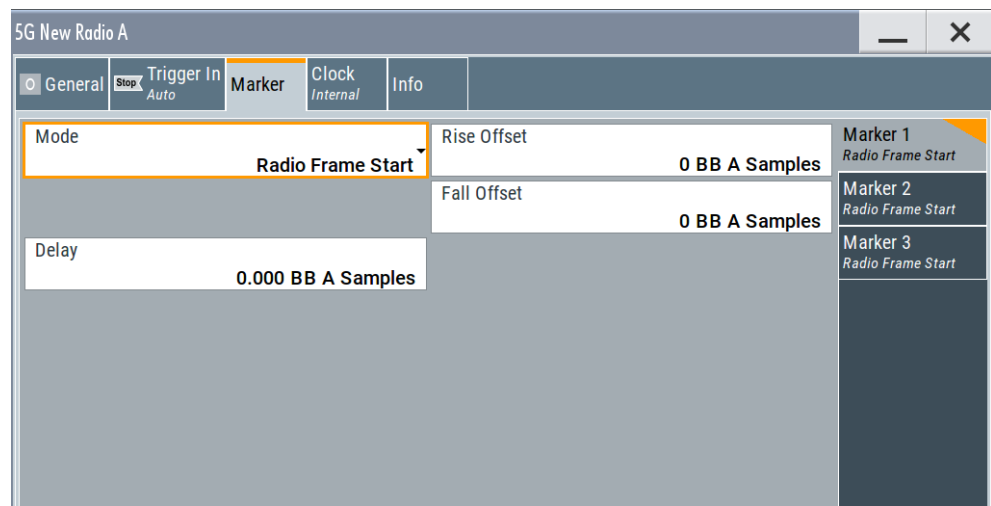 5G New Radio A
General
Stop
Trigger In
Auto
Marker
Clock
Internal
Info
Mode
Radio Frame Start
Rise Offset
0 BB A Samples
Fall Offset
0 BB A Samples
Delay
0.000 BB A Samples
Marker 1
Radio Frame Start
Marker 2
Radio Frame Start
Marker 3
Radio Frame Start